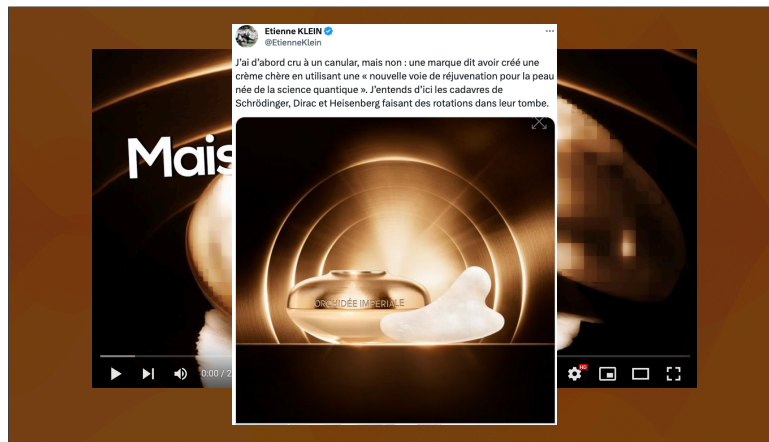 Etienne KLEIN
@EtienneKlein
J'ai d'abord cru à un canular, mais non : une marque dit avoir créé une
crème chère en utilisant une « nouvelle voie de réjuvenation pour la peau
née de la science quantique ». J'entends d'ici les cadavres de
Schrödinger, Dirac et Heisenberg faisant des rotations dans leur tombe.
Mais
ORCHIDÉE IMPÉRIALE
0:00 / 2
HD